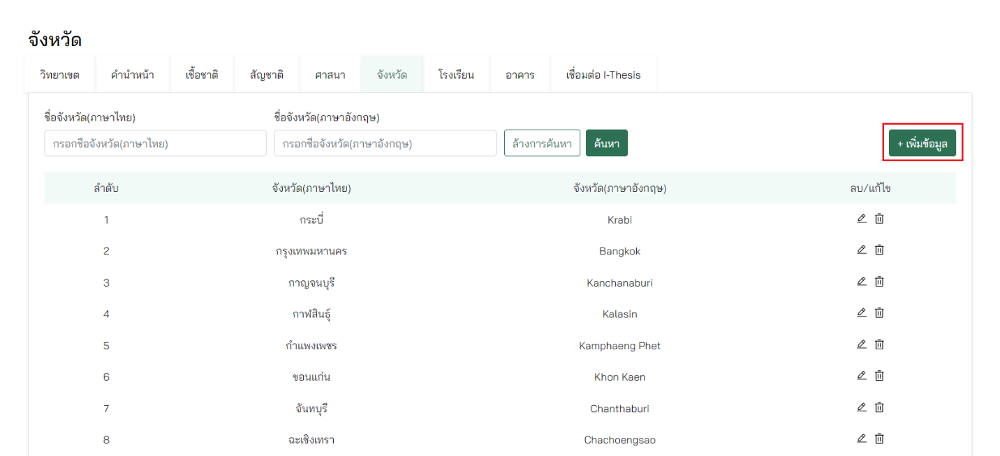 จังหวัด
วิทยาเขต คำนำหน้า เชื้อชาติ สัญชาติ ศาสนา จังหวัด โรงเรียน อาคาร เชื่อมต่อ I-Thesis
ชื่อจังหวัด(ภาษาไทย) ชื่อจังหวัด(ภาษาอังกฤษ)
กรอกชื่อจังหวัด(ภาษาไทย) กรอกชื่อจังหวัด(ภาษาอังกฤษ) ล้างการค้นหา ค้นหา + เพิ่มข้อมูล
ลำดับ จังหวัด(ภาษาไทย) จังหวัด(ภาษาอังกฤษ) ลบ/แก้ไข
1 กระบี่ Krabi
2 กรุงเทพมหานคร Bangkok
3 กาญจนบุรี Kanchanaburi
4 กาฬสินธุ์ Kalasin
5 กำแพงเพชร Kamphaeng Phet
6 ขอนแก่น Khon Kaen
7 จันทบุรี Chanthaburi
8 ฉะเชิงเทรา Chachoengsao